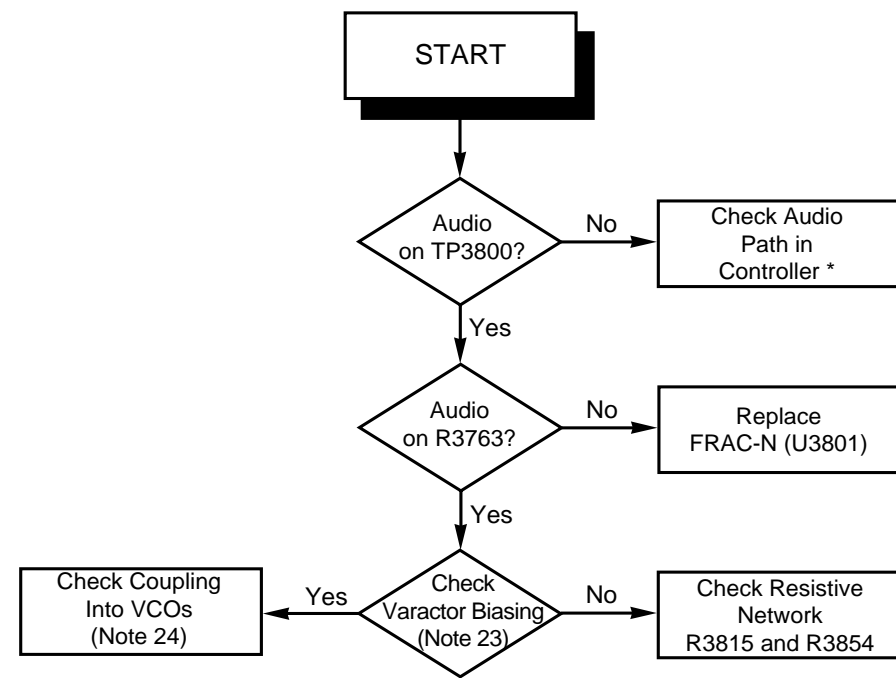 START
Audio
on TP3800?
No
Check Audio
Path in
Controller *
Yes
Audio
on R3763?
No
Replace
FRAC-N (U3801)
Yes
Check Coupling
Into VCOs
(Note 24)
Yes
Check
Varactor Biasing
(Note 23)
No
Check Resistive
Network
R3815 and R3854